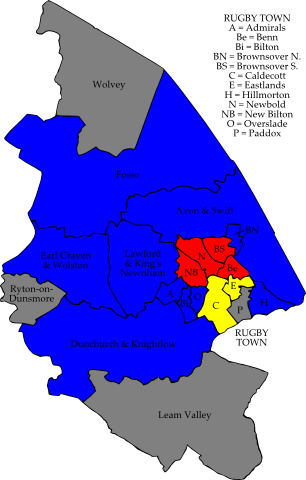 RUGBY TOWN
A = Admirals
Be = Benn
Bi = Bilton
BN = Brownsover N.
BS = Brownsover S.
C = Caldecott
E = Eastlands
H = Hillmorton
N = Newbold
NB = New Bilton
O = Overslade
P = Paddox
Wolvey
Fosse
Avon & Swift
BN
Earl Craven
& Wolston
Lawford
& King's
Newnham
N
BS
NB
Be
E
Ryton-on-
Dunsmore
A
Bi
O
C
P
H
RUGBY
TOWN
Dunchurch & Knightlow
Leam Valley